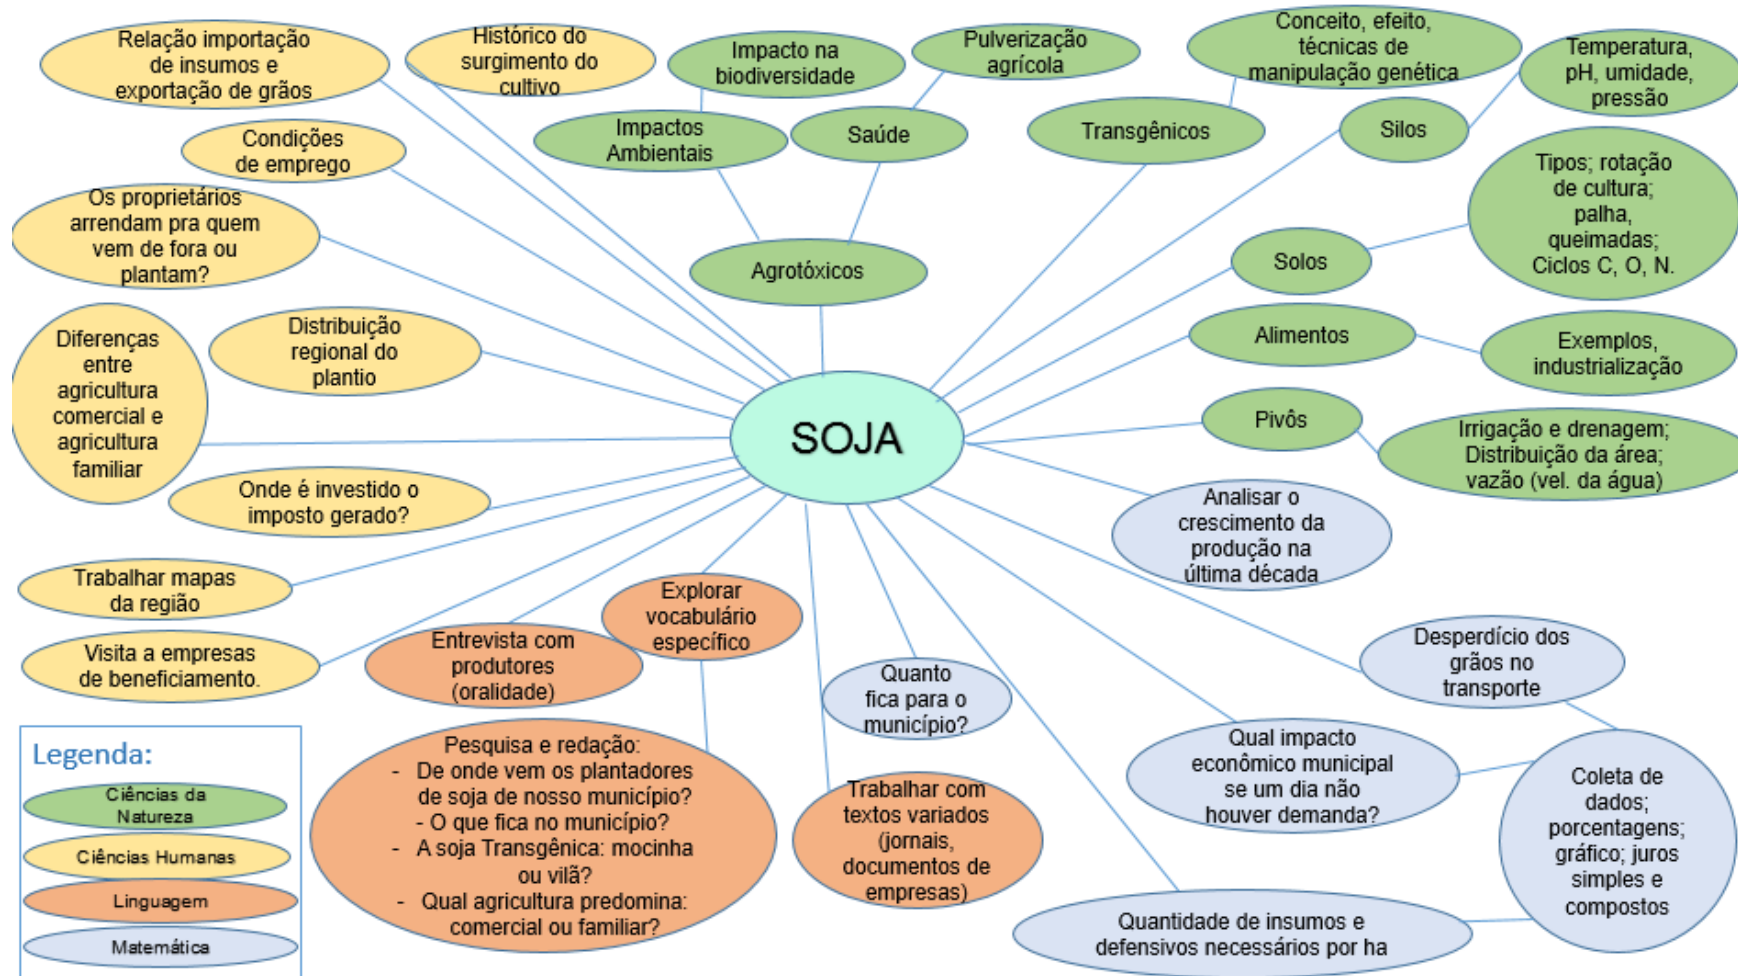 Relação importação
de insumos e
exportação de grãos
Histórico do
surgimento do
cultivo
Impacto na
biodiversidade
Pulverização
agrícola
Conceito, efeito,
técnicas de
manipulação genética
Temperatura,
pH, umidade,
pressão
Condições
de emprego
Impactos
Ambientais
Saúde
Transgênicos
Silos
Os proprietários
arrendam pra quem
vem de fora ou
plantam?
Tipos; rotação
de cultura;
palha,
queimadas;
Ciclos C, O, N.
Agrotóxicos
Solos
Diferenças
entre
agricultura
comercial e
agricultura
familiar
Distribuição
regional do
plantio
Alimentos
Exemplos,
industrialização
SOJA
Pivôs
Irrigação e drenagem;
Distribuição da área;
vazão (vel. da água)
Onde é investido o
imposto gerado?
Analisar o
crescimento da
produção na
última década
Trabalhar mapas
da região
Explorar
vocabulário
específico
Visita a empresas
de beneficiamento.
Entrevista com
produtores
(oralidade)
Quanto
fica para o
município?
Desperdício dos
grãos no
transporte
Pesquisa e redação:
- De onde vem os plantadores
de soja de nosso município?
- O que fica no município?
- A soja Transgênica: mocinha
ou vilã?
- Qual agricultura predomina:
comercial ou familiar?
Trabalhar com
textos variados
(jornais,
documentos de
empresas)
Qual impacto
econômico municipal
se um dia não
houver demanda?
Coleta de
dados;
porcentagens;
gráfico; juros
simples e
compostos
Quantidade de insumos e
defensivos necessários por ha
Legenda:
Ciências da
Natureza
Ciências Humanas
Linguagem
Matemática